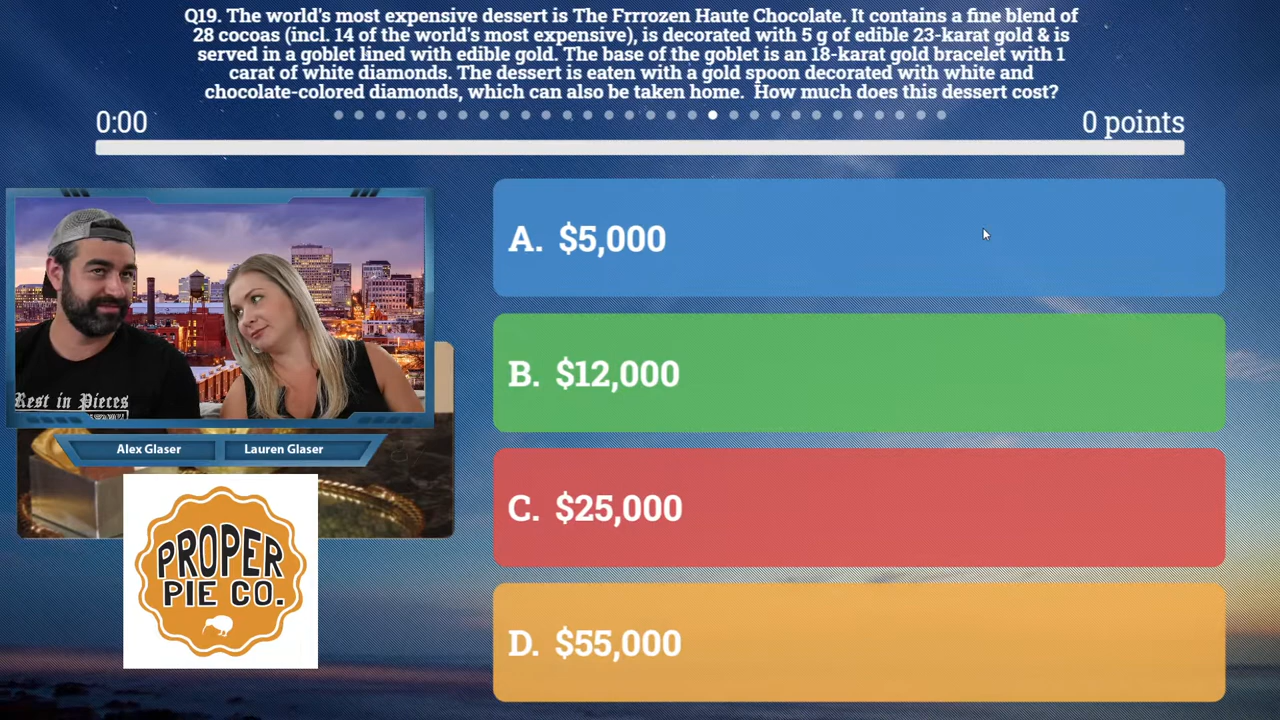 Q19. The world's most expensive dessert is The Frrrozen Haute Chocolate. It contains a fine blend of
28 cocoas (incl. 14 of the world's most expensive), is decorated with 5 g of edible 23-karat gold & is
served in a goblet lined with edible gold. The base of the goblet is an 18-karat gold bracelet with 1
carat of white diamonds. The dessert is eaten with a gold spoon decorated with white and
chocolate-colored diamonds, which can also be taken home. How much does this dessert cost?
0:00
0 points
A. $5,000
B. $12,000
C. $25,000
D. $55,000
Rest in Pieces
Alex Glaser
Lauren Glaser
PROPER
PIE CO.